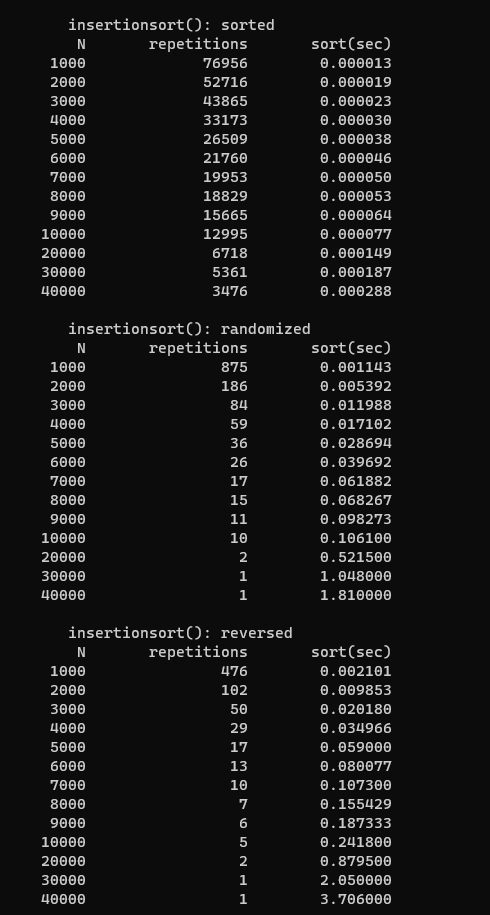 insertionsort(): sorted
N repetitions sort(sec)
1000 76956 0.000013
2000 52716 0.000019
3000 43865 0.000023
4000 33173 0.000030
5000 26509 0.000038
6000 21760 0.000046
7000 19953 0.000050
8000 18829 0.000053
9000 15665 0.000064
10000 12995 0.000077
20000 6718 0.000149
30000 5361 0.000187
40000 3476 0.000288
insertionsort(): randomized
N repetitions sort(sec)
1000 875 0.001143
2000 186 0.005392
3000 84 0.011988
4000 59 0.017102
5000 36 0.028694
6000 26 0.039692
7000 17 0.061882
8000 15 0.068267
9000 11 0.098273
10000 10 0.106100
20000 2 0.521500
30000 1 1.048000
40000 1 1.810000
insertionsort(): reversed
N repetitions sort(sec)
1000 476 0.002101
2000 102 0.009853
3000 50 0.020180
4000 29 0.034966
5000 17 0.059000
6000 13 0.080077
7000 10 0.107300
8000 7 0.155429
9000 6 0.187333
10000 5 0.241800
20000 2 0.879500
30000 1 2.050000
40000 1 3.706000